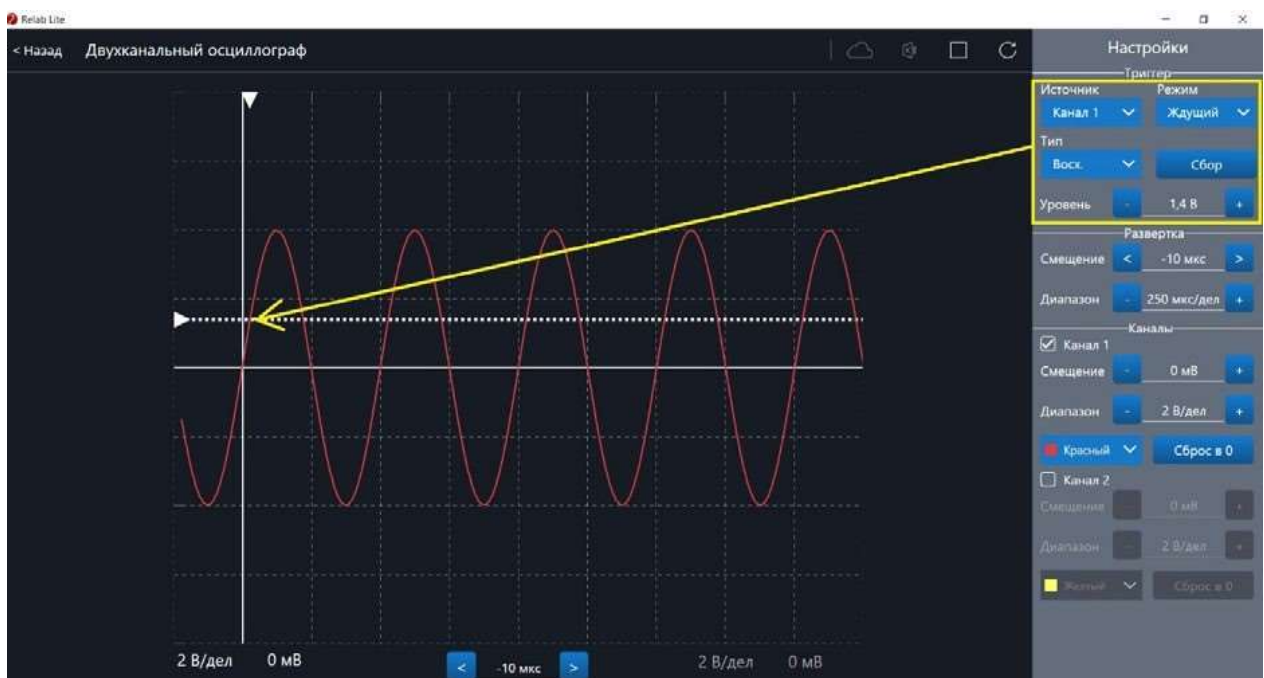 Relab Lite
< Назад Двухканальный осциллограф
Настройки
Триггер
Источник Режим
Канал 1 Ждущий
Тип
Восх. Сбор
Уровень - 1,4 В +
Развертка
Смещение < -10 мкс >
Диапазон - 250 мкс/дел +
Каналы
Канал 1
Смещение - 0 мВ +
Диапазон - 2 В/дел +
Красный Сброс в 0
Канал 2
Смещение - 0 мВ +
Диапазон - 2 В/дел +
Желтый Сброс в 0
2 В/дел 0 мВ < -10 мкс > 2 В/дел 0 мВ